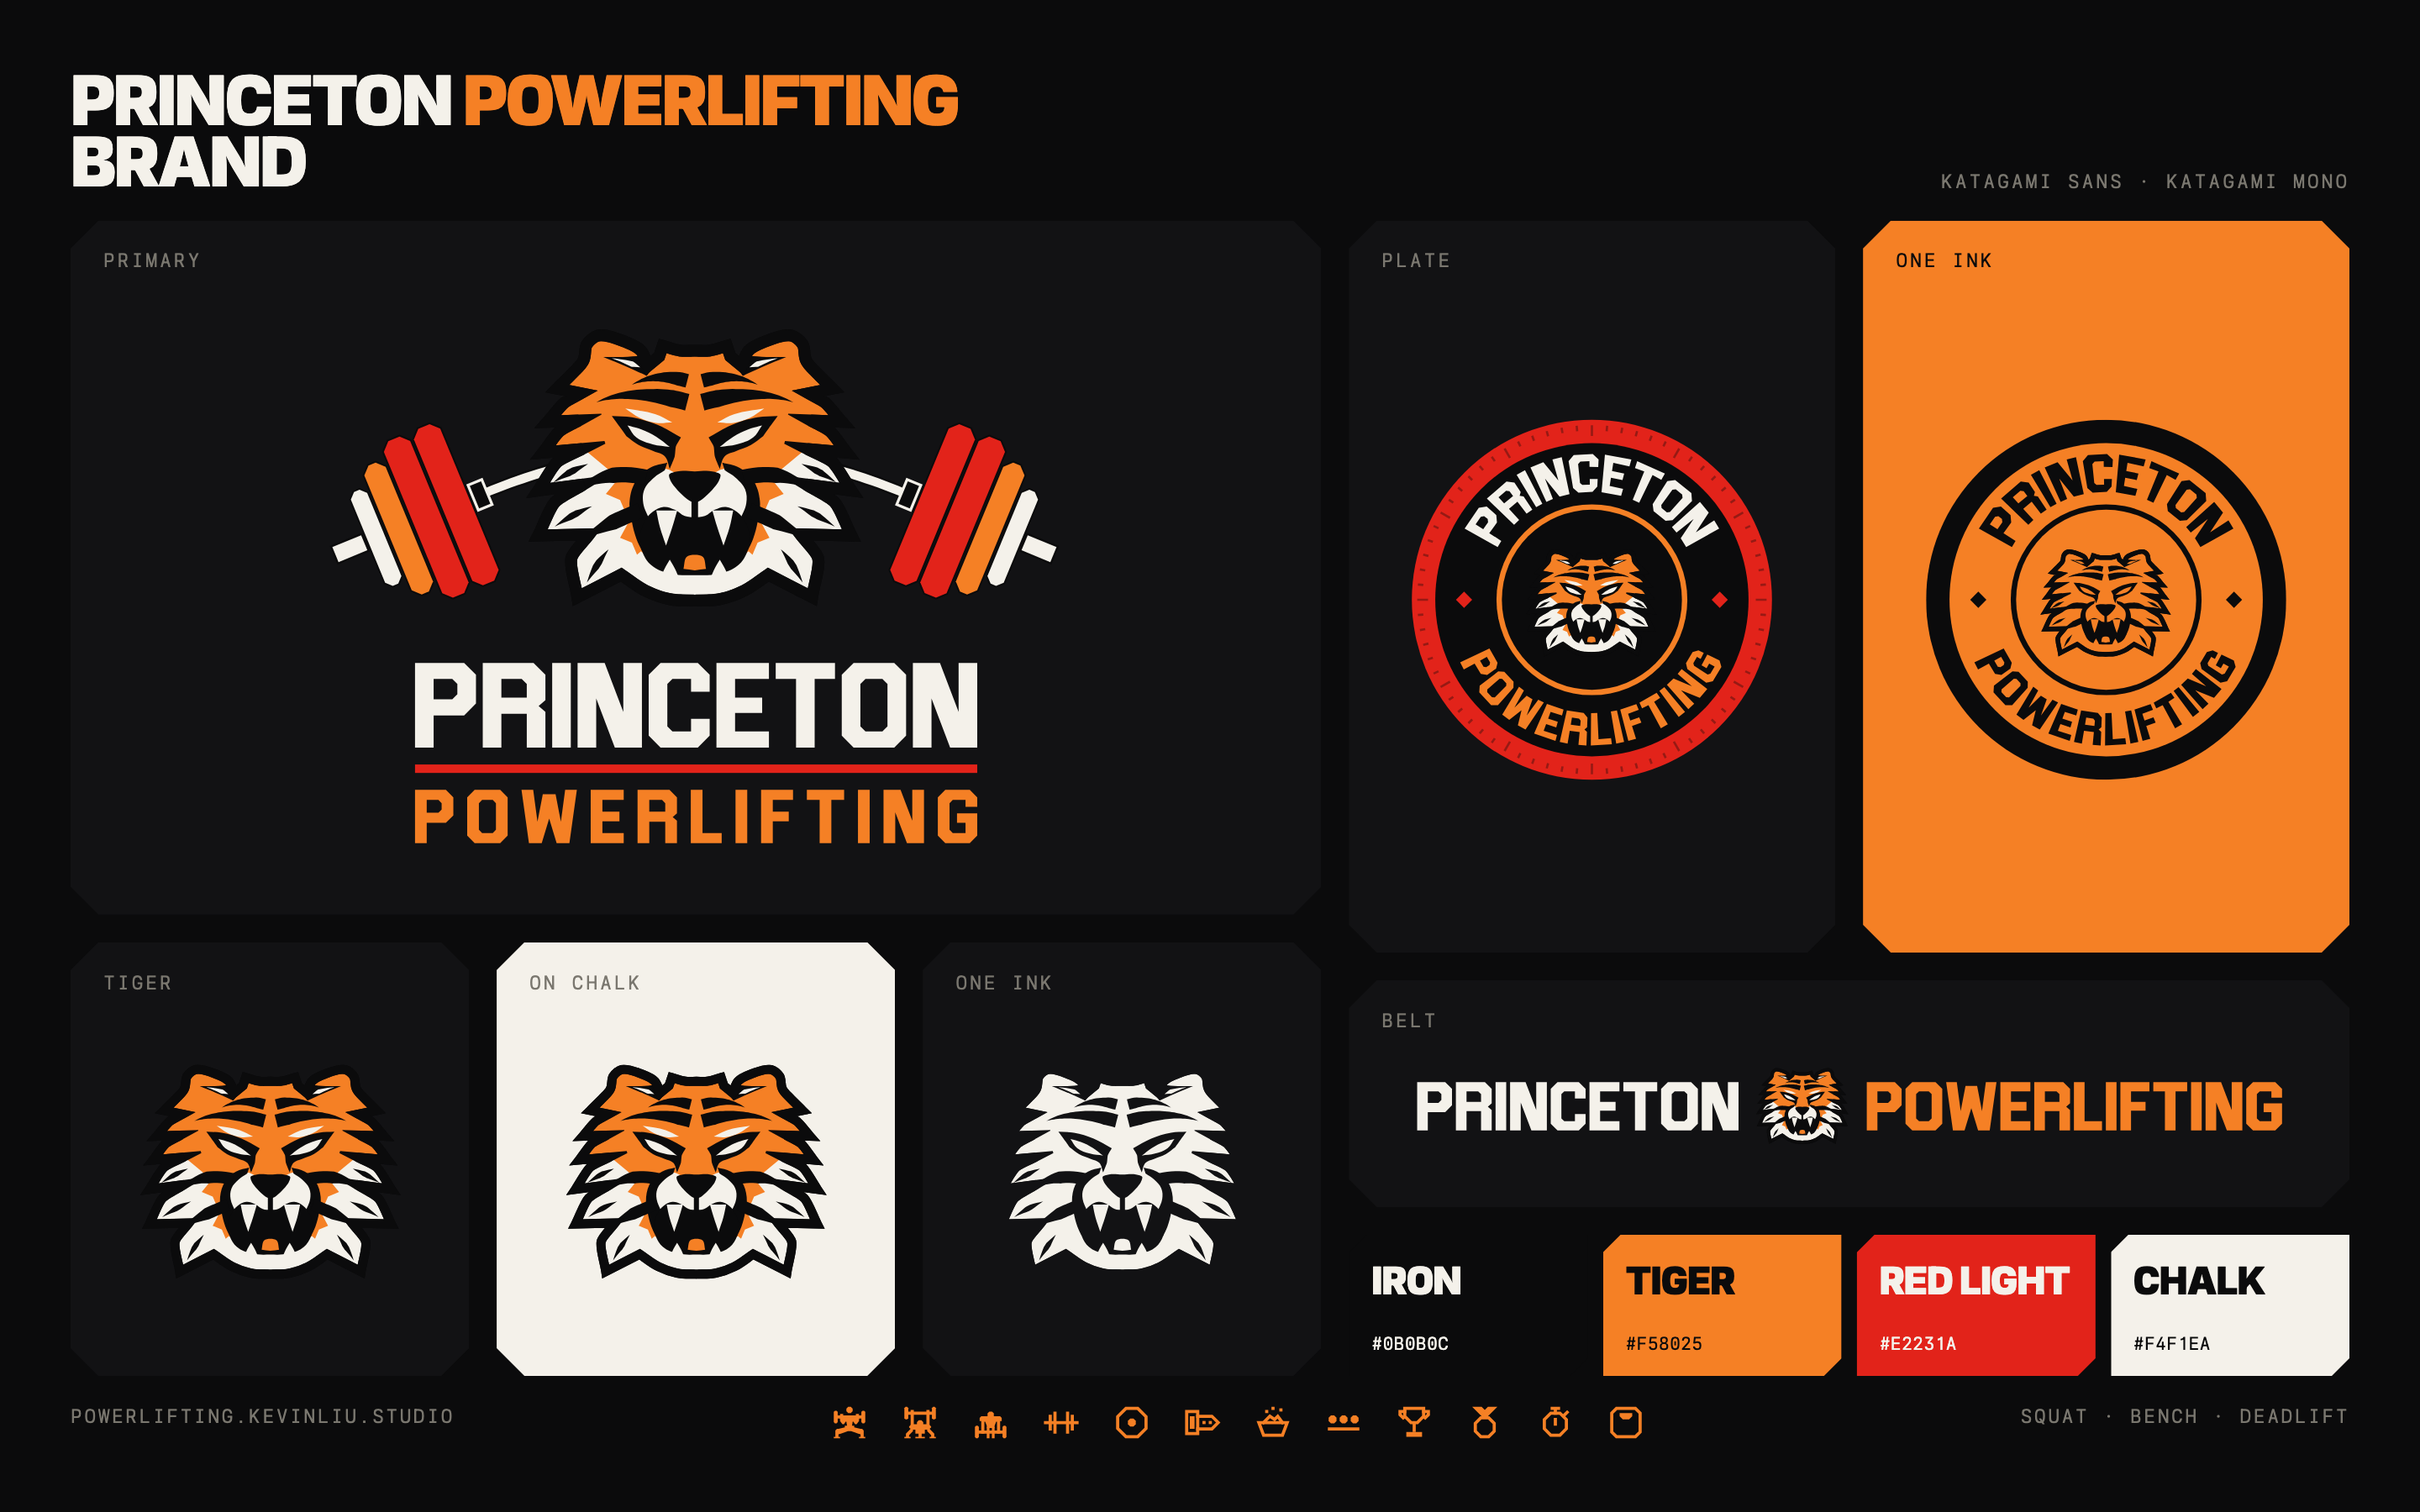 PRINCETON POWERLIFTING
BRAND
KATAGAMI SANS · KATAGAMI MONO
PRIMARY
PRINCETON
POWERLIFTING
PLATE
PRINCETON
POWERLIFTING
ONE INK
PRINCETON
POWERLIFTING
TIGER
ON CHALK
ONE INK
BELT
PRINCETON POWERLIFTING
IRON
#0B0B0C
TIGER
#F58025
RED LIGHT
#E2231A
CHALK
#F4F1EA
POWERLIFTING.KEVINLIU.STUDIO
SQUAT · BENCH · DEADLIFT